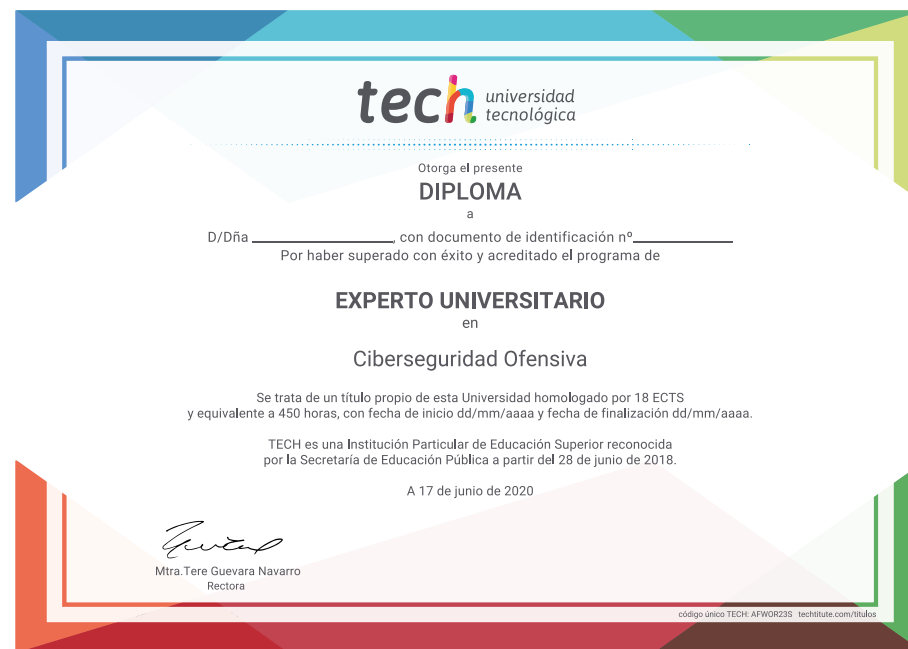 tech universidad
tecnológica
Otorga el presente
DIPLOMA
a
D/Dña ____________________, con documento de identificación nº______________
Por haber superado con éxito y acreditado el programa de
EXPERTO UNIVERSITARIO
en
Ciberseguridad Ofensiva
Se trata de un título propio de esta Universidad homologado por 18 ECTS
y equivalente a 450 horas, con fecha de inicio dd/mm/aaaa y fecha de finalización dd/mm/aaaa.
TECH es una Institución Particular de Educación Superior reconocida
por la Secretaría de Educación Pública a partir del 28 de junio de 2018.
A 17 de junio de 2020
Mtra.Tere Guevara Navarro
Rectora
código único TECH: AFWOR23S techtitute.com/titulos